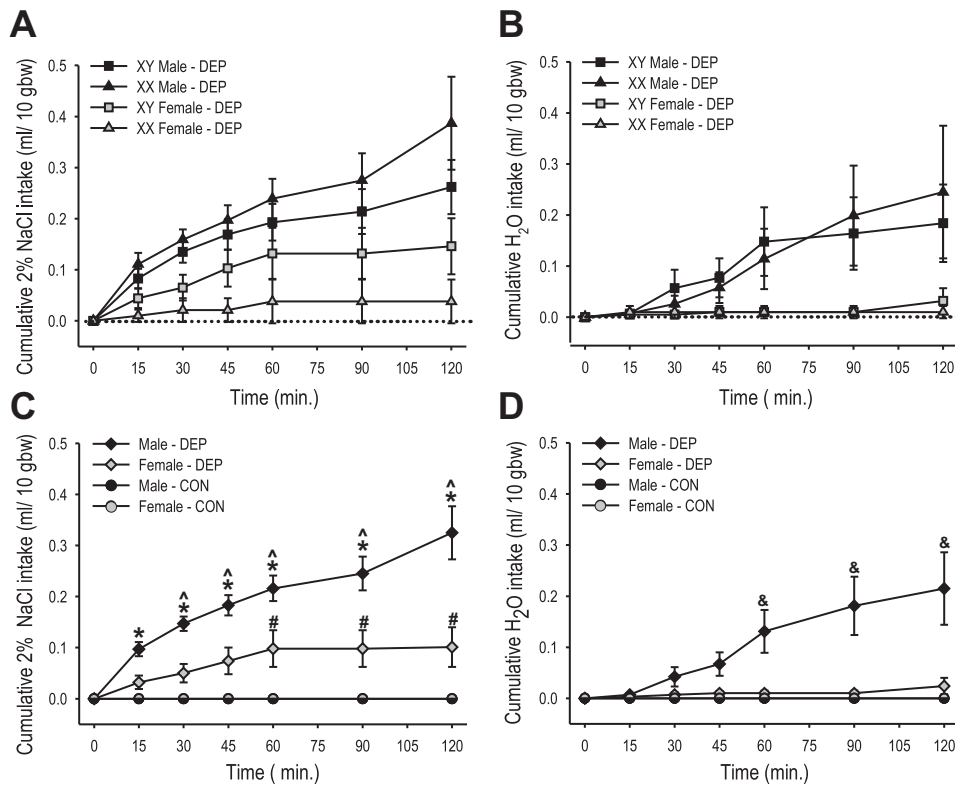 A
Cumulative 2% NaCl intake (ml/ 10 gbw)
0.5
0.4
0.3
0.2
0.1
0.0
XY Male - DEP
XX Male - DEP
XY Female - DEP
XX Female - DEP
0 15 30 45 60 75 90 105 120
Time (min.)
B
Cumulative H2O intake (ml/ 10 gbw)
0.5
0.4
0.3
0.2
0.1
0.0
XY Male - DEP
XX Male - DEP
XY Female - DEP
XX Female - DEP
0 15 30 45 60 75 90 105 120
Time ( min.)
C
Cumulative 2% NaCl intake (ml/ 10 gbw)
0.5
0.4
0.3
0.2
0.1
0.0
Male - DEP
Female - DEP
Male - CON
Female - CON
^ ^ ^ ^ ^
* * * * * *
# # #
0 15 30 45 60 75 90 105 120
Time ( min.)
D
Cumulative H2O intake (ml/ 10 gbw)
0.5
0.4
0.3
0.2
0.1
0.0
Male - DEP
Female - DEP
Male - CON
Female - CON
& & &
0 15 30 45 60 75 90 105 120
Time (min.)